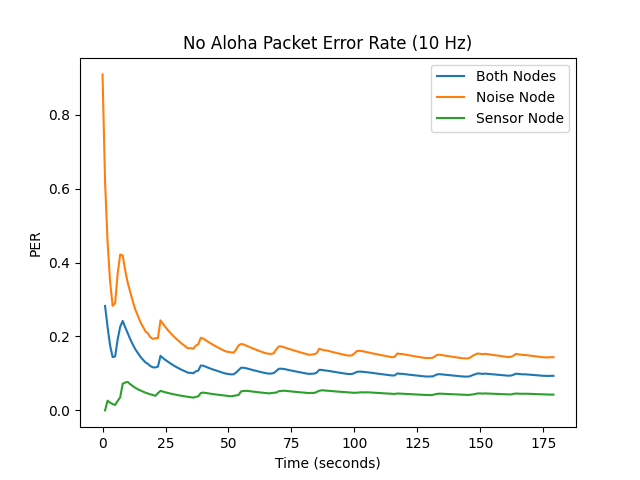 No Aloha Packet Error Rate (10 Hz)
Both Nodes
Noise Node
Sensor Node
PER
0.8
0.6
0.4
0.2
0.0
0 25 50 75 100 125 150 175
Time (seconds)